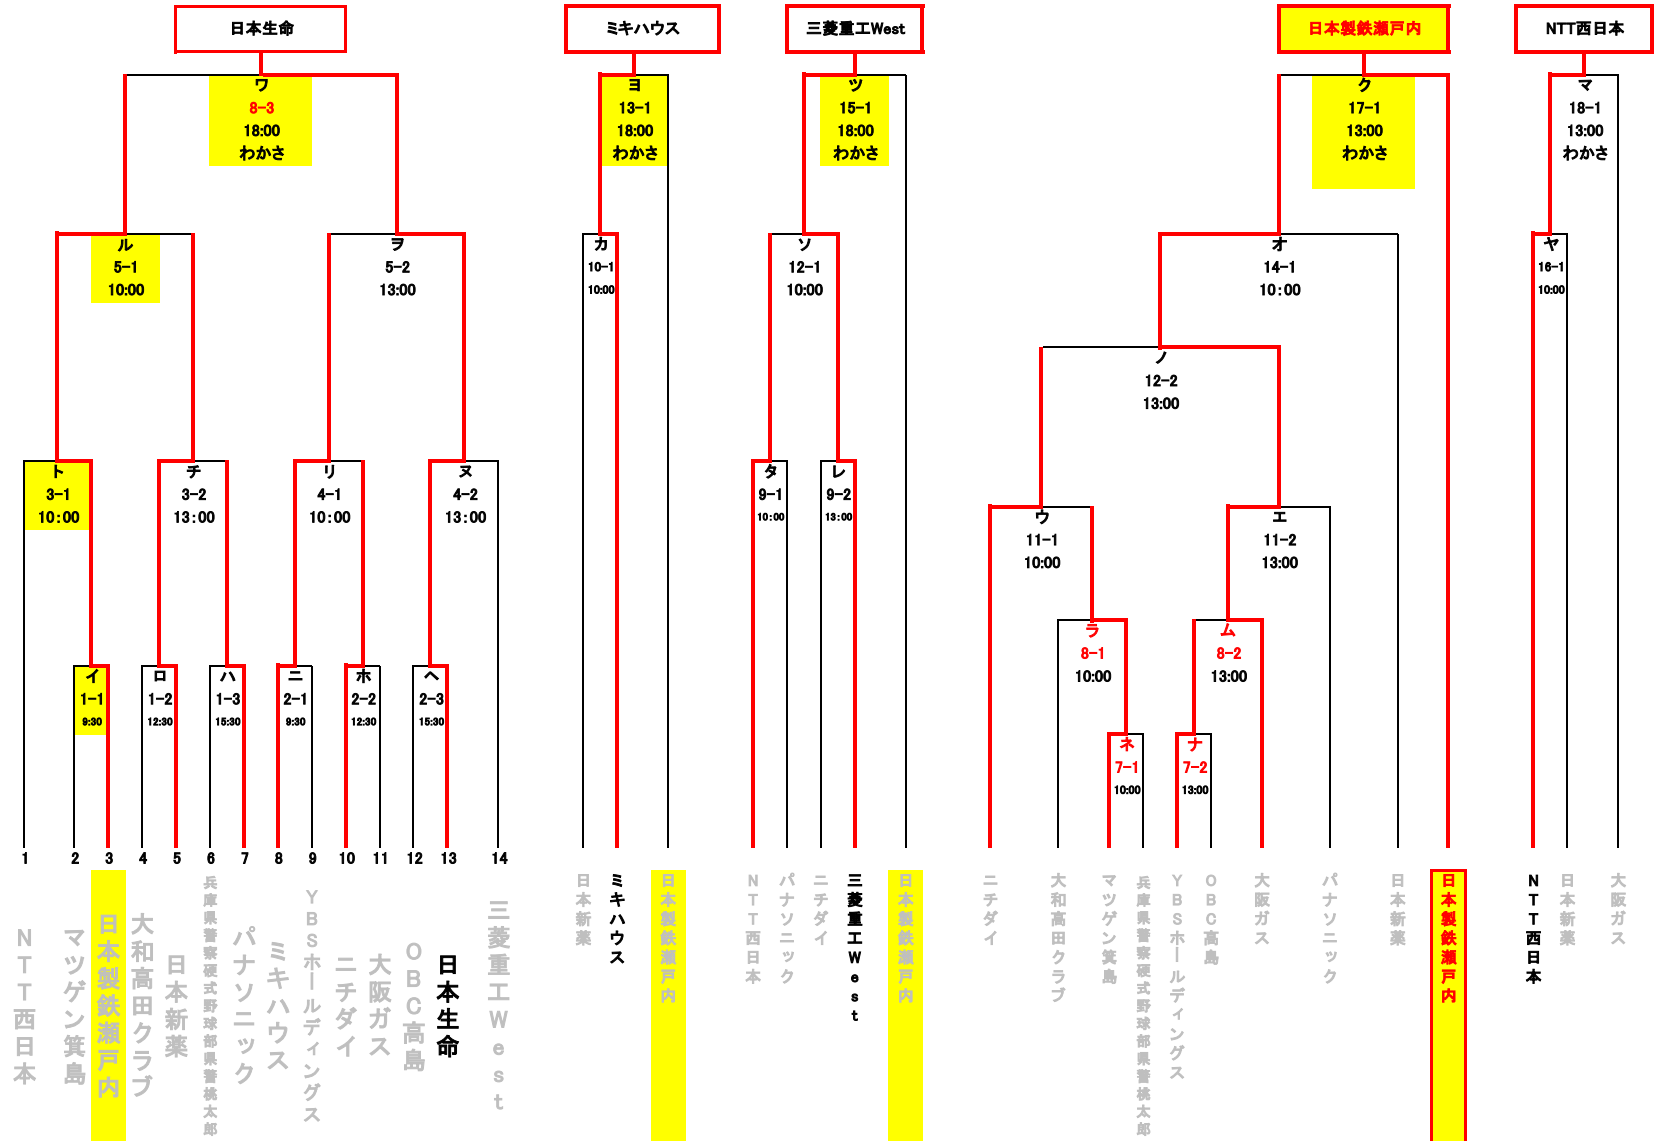 日本生命
ミキハウス
三菱重工West
日本製鉄瀬戸内
NTT西日本
ワ
8-3
18:00
わかさ
ヨ
13-1
18:00
わかさ
ツ
15-1
18:00
わかさ
ク
17-1
13:00
わかさ
マ
18-1
13:00
わかさ
ル
5-1
10:00
ヲ
5-2
13:00
カ
10-1
10:00
ソ
12-1
10:00
オ
14-1
10:00
ヤ
16-1
10:00
ノ
12-2
13:00
ト
3-1
10:00
チ
3-2
13:00
リ
4-1
10:00
ヌ
4-2
13:00
タ
9-1
10:00
レ
9-2
13:00
ウ
11-1
10:00
エ
11-2
13:00
ラ
8-1
10:00
ム
8-2
13:00
イ
1-1
9:30
ロ
1-2
12:30
ハ
1-3
15:30
ニ
2-1
9:30
ホ
2-2
12:30
ヘ
2-3
15:30
ネ
7-1
10:00
ナ
7-2
13:00
1
2
3
4
5
6
7
8
9
10
11
12
13
14
NTT西日本
マツゲン箕島
日本製鉄瀬戸内
大和高田クラブ
日本新薬
兵庫県警察硬式野球部県警桃太郎
パナソニック
ミキハウス
YBSホールディングス
ニチダイ
大阪ガス
OBC高島
日本生命
三菱重工West
日本新薬
ミキハウス
日本製鉄瀬戸内
NTT西日本
パナソニック
ニチダイ
三菱重工West
日本製鉄瀬戸内
ニチダイ
大和高田クラブ
マツゲン箕島
兵庫県警察硬式野球部県警桃太郎
YBSホールディングス
OBC高島
大阪ガス
パナソニック
日本新薬
日本製鉄瀬戸内
NTT西日本
日本新薬
大阪ガス